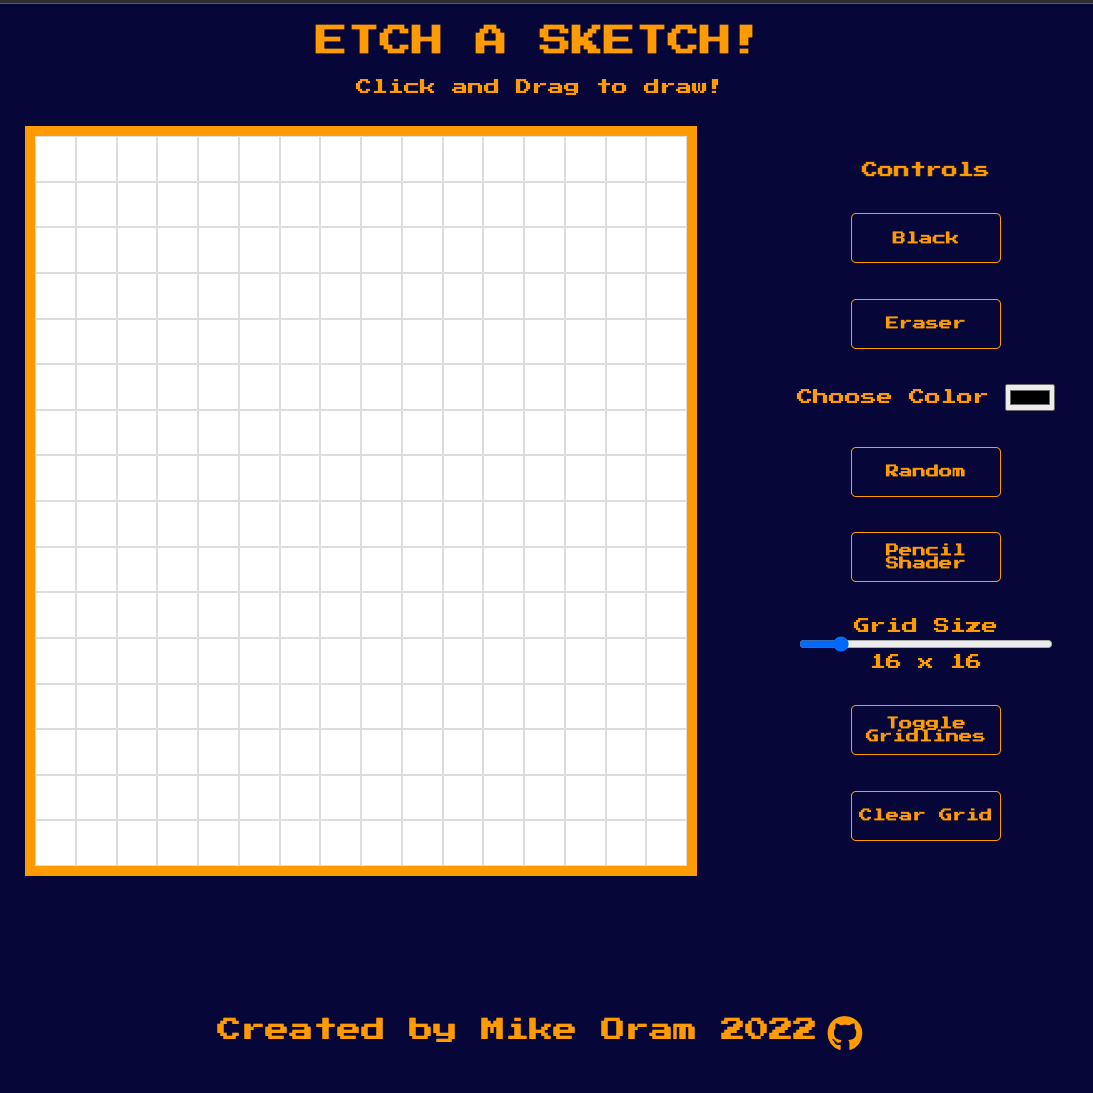 ETCH A SKETCH!
Click and Drag to draw!
Controls
Black
Eraser
Choose Color
Random
Pencil
Shader
Grid Size
16 x 16
Toggle
Gridlines
Clear Grid
Created by Mike Oram 2022